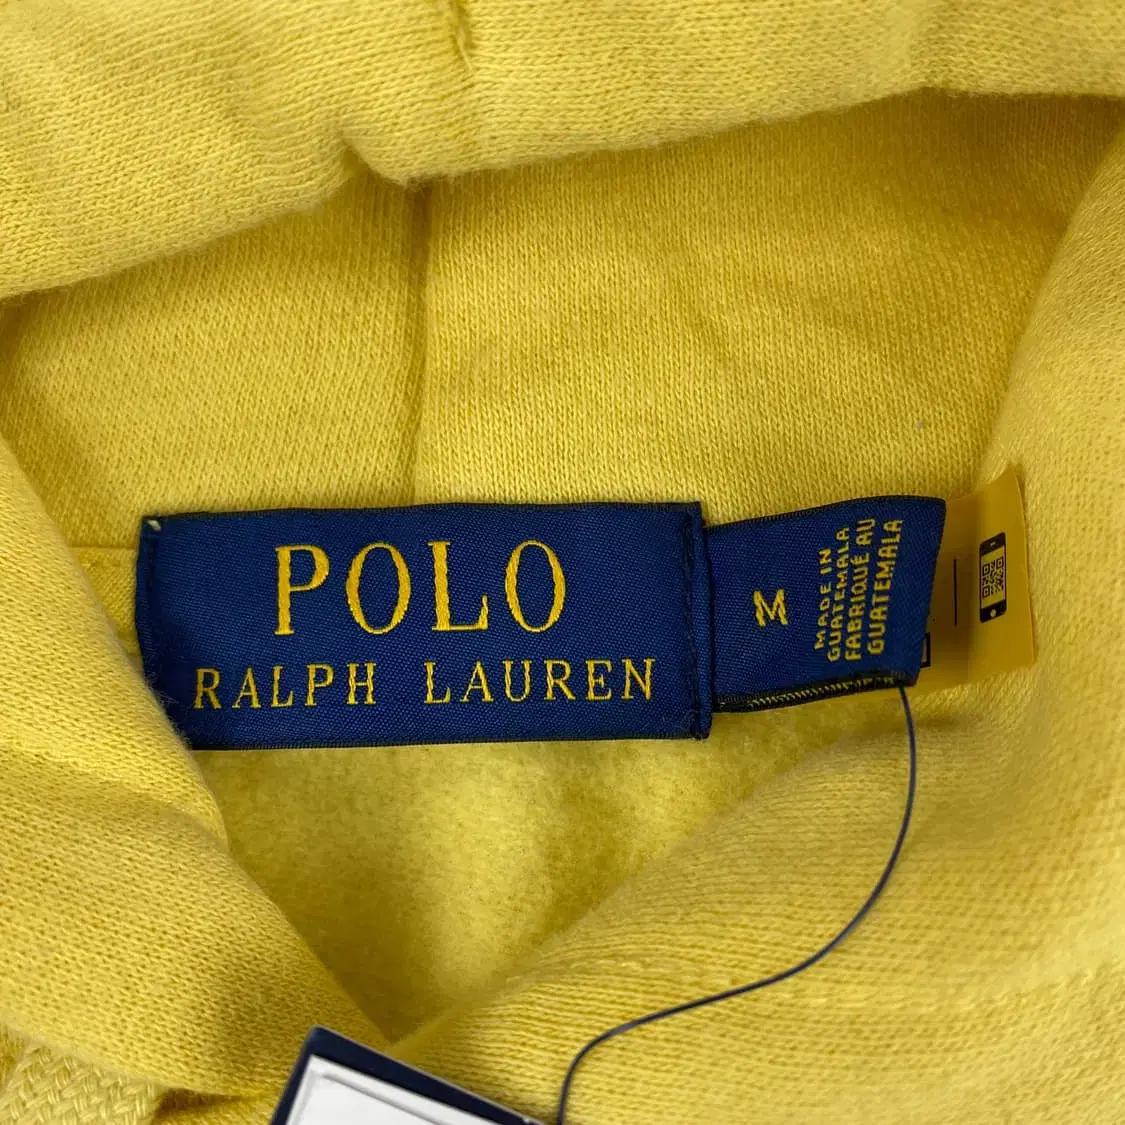 POLO
RALPH LAUREN
M
MADE IN
GUATEMALA
FABRIQUÉ AU
GUATEMALA